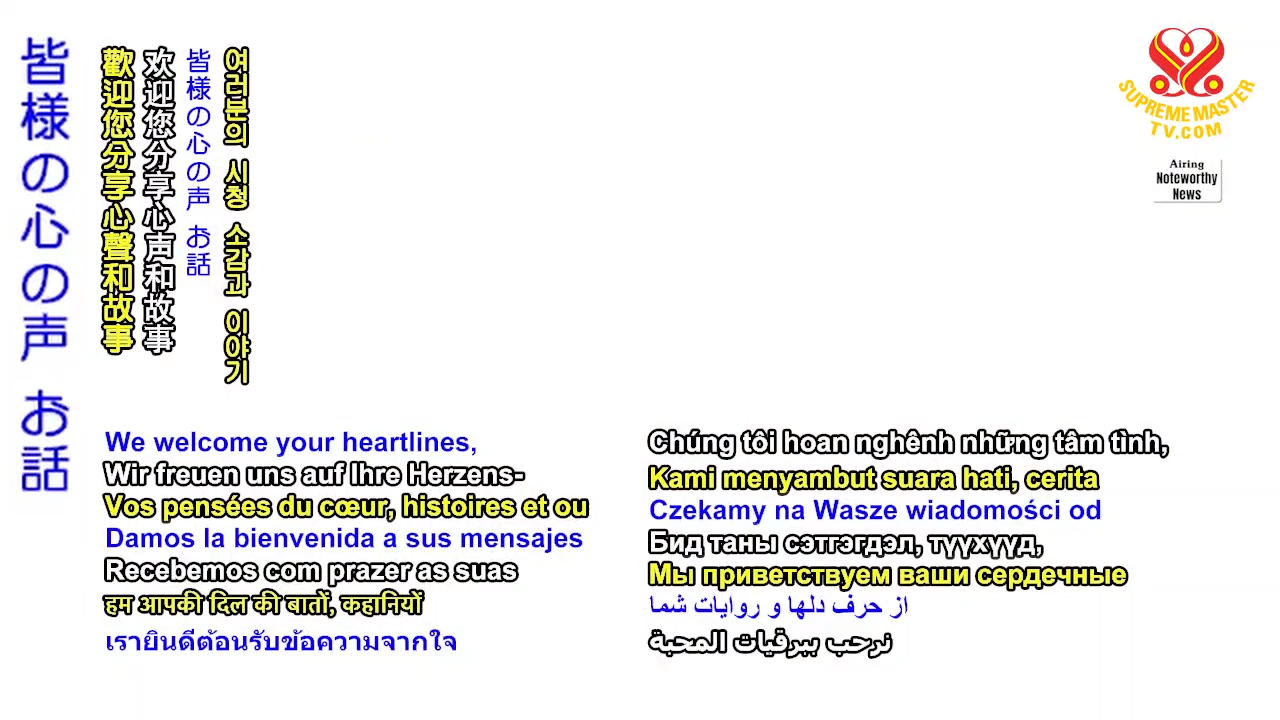 皆様の心の声 お話
歡迎您分享心聲和故事
欢迎您分享心声和故事
皆様の心の声 お話
여러분의 시청 소감과 이야기
SUPREME MASTER
TV.COM
Airing
Noteworthy
News
We welcome your heartlines,
Wir freuen uns auf Ihre Herzens-
Vos pensées du cœur, histoires et ou
Damos la bienvenida a sus mensajes
Recebemos com prazer as suas
हम आपकी दिल की बातों, कहानियों
เรายินดีต้อนรับข้อความจากใจ
Chúng tôi hoan nghênh những tâm tình,
Kami menyambut suara hati, cerita
Czekamy na Wasze wiadomości od
Бид таны сэтгэгдэл, түүхүүд,
Мы приветствуем ваши сердечные
از حرف دلها و روایات شما
نرحب ببرقيات المحبة